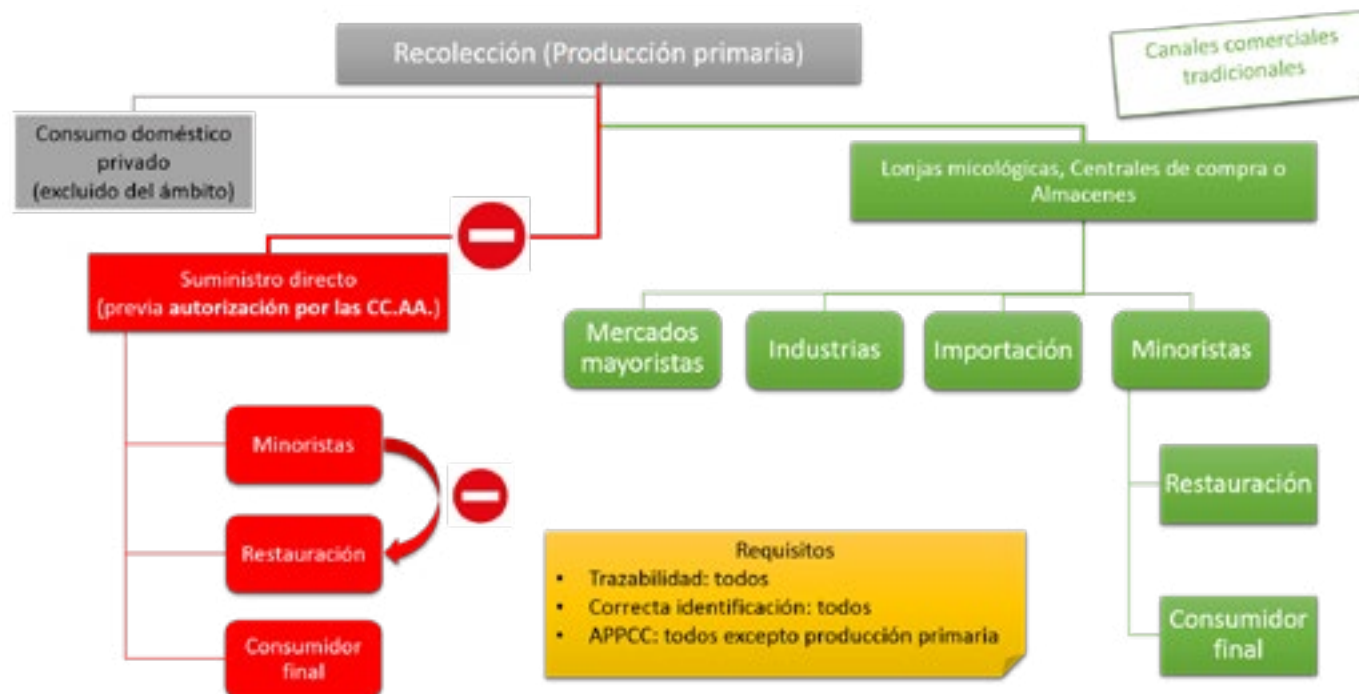 Recolección (Producción primaria)
Canales comerciales
tradicionales
Consumo doméstico
privado
(excluido del ámbito)
Lonjas micológicas, Centrales de compra o
Almacenes
Suministro directo
(previa autorización por las CC.AA.)
Mercados
mayoristas
Industrias
Importación
Minoristas
Minoristas
Restauración
Consumidor
final
Restauración
Consumidor
final
Requisitos
• Trazabilidad: todos
• Correcta identificación: todos
• APPCC: todos excepto producción primaria